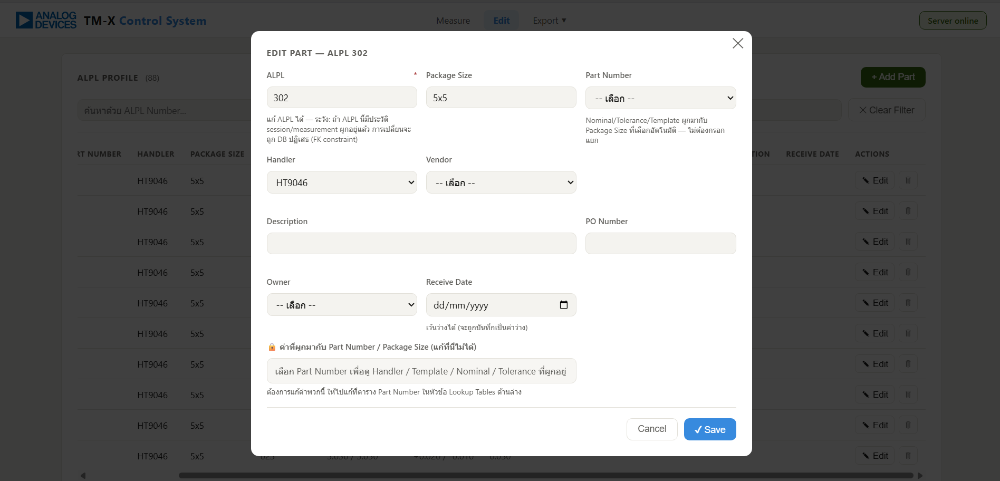 ANALOG
DEVICES
TM-X Control System
Measure
Edit
Export ▼
Server online
EDIT PART — ALPL 302
ALPL PROFILE (88)
+ Add Part
ค้นหาด้วย ALPL Number...
Clear Filter
ALPL *
Package Size
Part Number
302
5x5
-- เลือก --
แก้ ALPL ได้ — ระวัง: ถ้า ALPL นี้มีประวัติ
session/measurement ผูกอยู่แล้ว การเปลี่ยนจะ
ถูก DB ปฏิเสธ (FK constraint)
Nominal/Tolerance/Template ผูกมากับ
Package Size ที่เลือกอัตโนมัติ — ไม่ต้องกรอก
แยก
Handler
Vendor
HT9046
-- เลือก --
Description
PO Number
Owner
Receive Date
-- เลือก --
dd/mm/yyyy
เว้นว่างได้ (จะถูกบันทึกเป็นค่าว่าง)
ค่าที่ผูกมากับ Part Number / Package Size (แก้ที่นี่ไม่ได้)
เลือก Part Number เพื่อดู Handler / Template / Nominal / Tolerance ที่ผูกอยู่
ต้องการแก้ค่าพวกนี้ ให้ไปแก้ที่ตาราง Part Number ในหัวข้อ Lookup Tables ด้านล่าง
Cancel
✓ Save
RT NUMBER HANDLER PACKAGE SIZE TION RECEIVE DATE ACTIONS
HT9046 5x5 Edit
HT9046 5x5 Edit
HT9046 5x5 Edit
HT9046 5x5 Edit
HT9046 5x5 Edit
HT9046 5x5 Edit
HT9046 5x5 Edit
HT9046 5x5 Edit
HT9046 5x5 Edit
HT9046 5x5 Edit